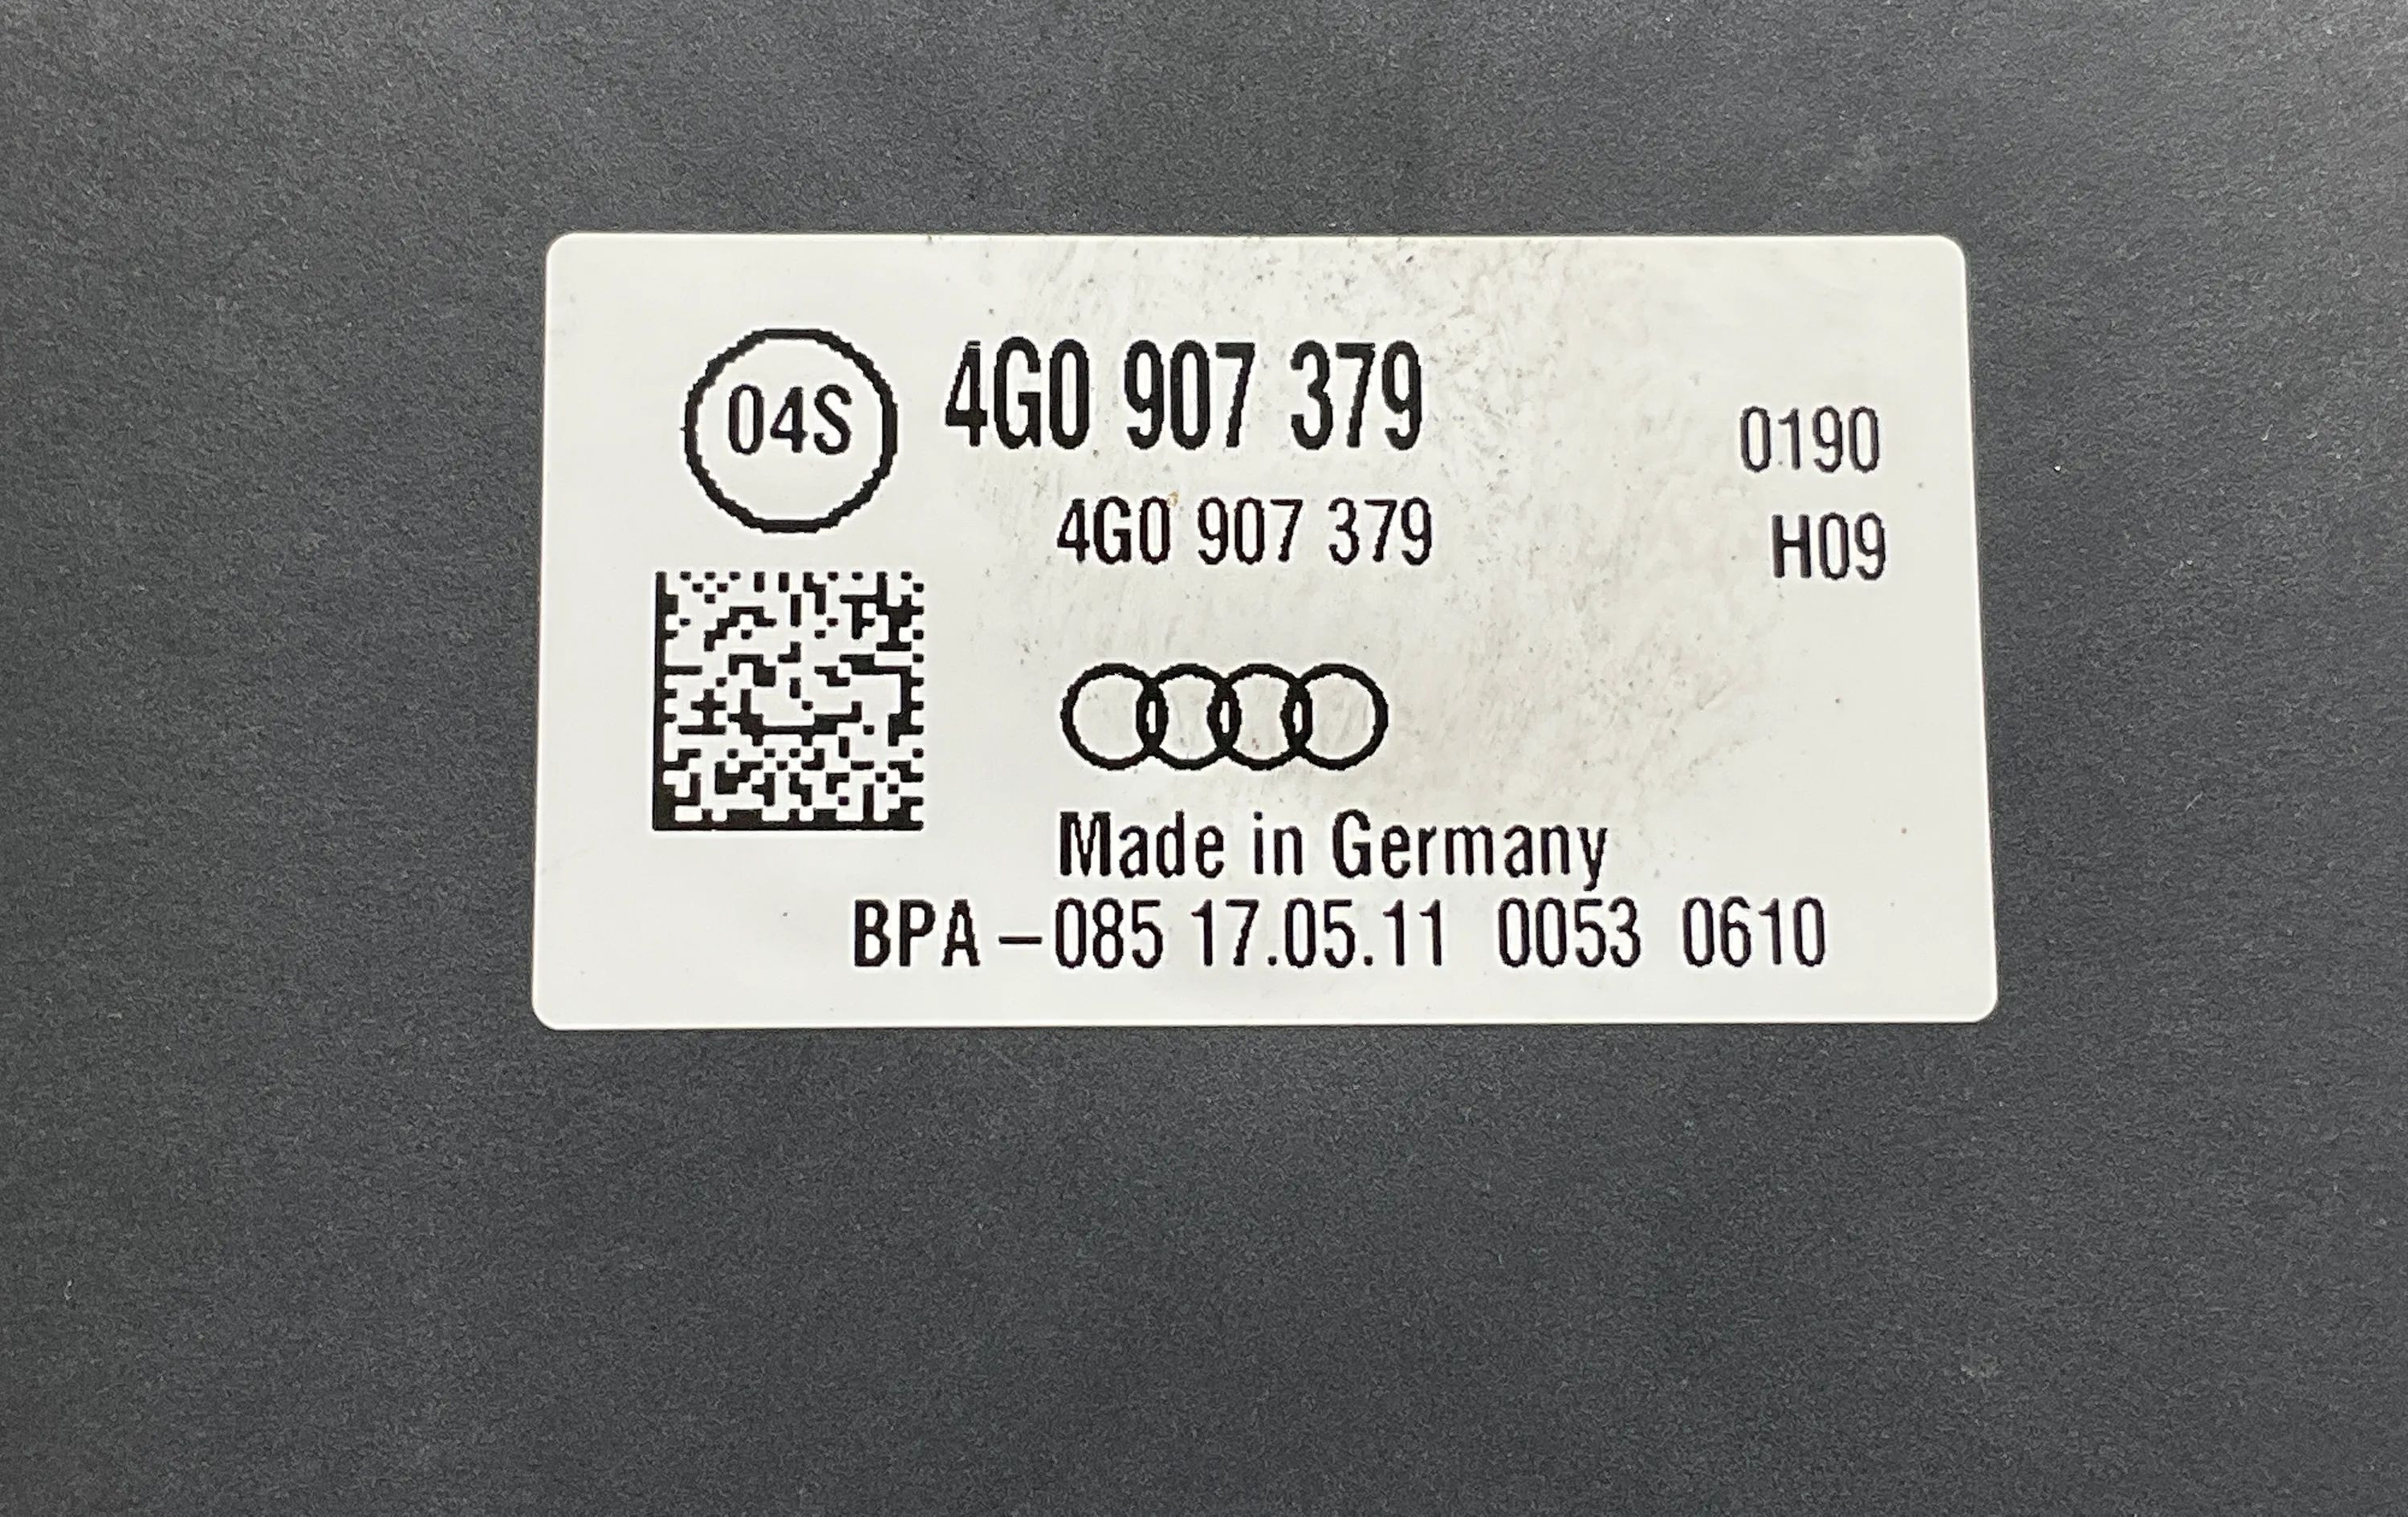 04S 4G0 907 379
0190
4G0 907 379
H09
Made in Germany
BPA –085 17.05.11 0053 0610